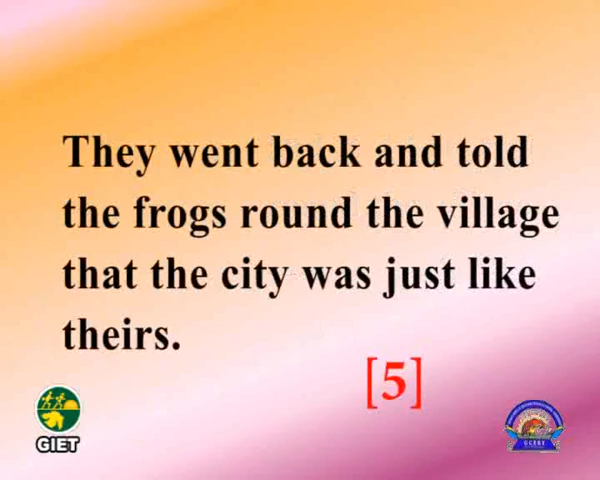 They went back and told
the frogs round the village
that the city was just like
theirs.
[5]
GIET
GCERT